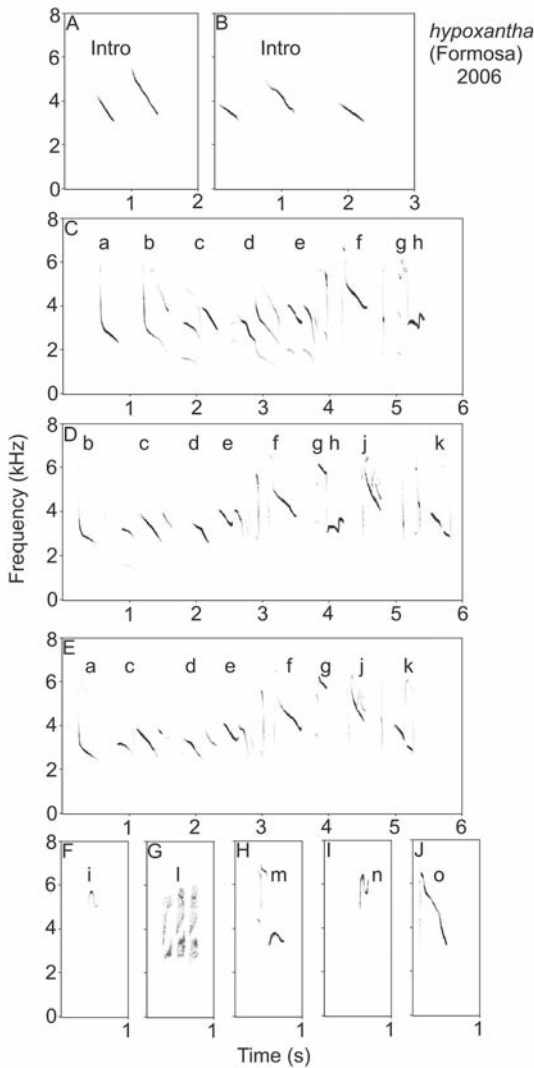 A
Intro
B
Intro
hypoxantha
(Formosa)
2006
8
6
4
2
0
1
2
1
2
3
C
a b c d e f g h
8
6
4
2
0
1 2 3 4 5 6
D
b c d e f g h j k
8
6
4
2
0
1 2 3 4 5 6
E
a c d e f g j k
8
6
4
2
0
1 2 3 4 5 6
Frequency (kHz)
F
i
G
l
H
m
I
n
J
o
8
6
4
2
0
1 1 1 1 1
Time (s)